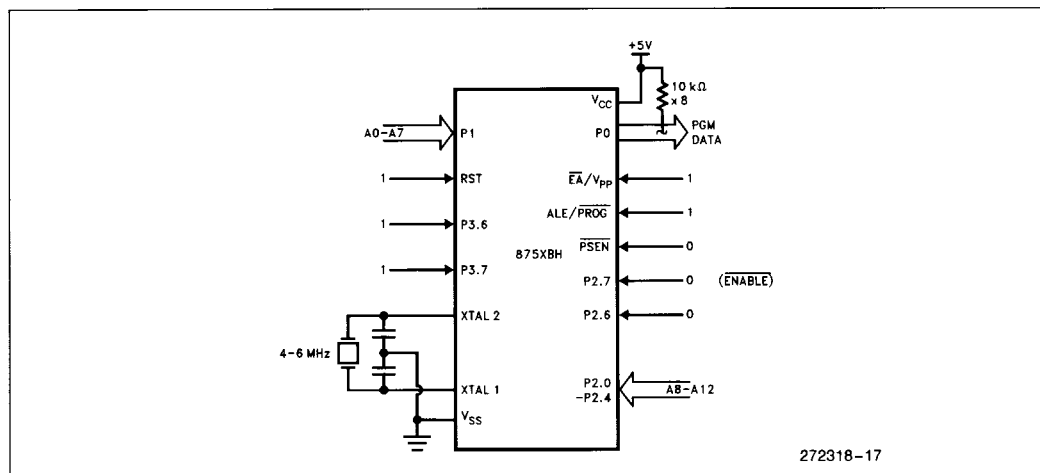 +5V
10 kΩ
x 8
VCC
A0-A7
P1
P0
PGM
DATA
1
RST
EA/VPP
1
ALE/PROG
1
1
P3.6
PSEN
0
875XBH
1
P3.7
P2.7
0
(ENABLE)
XTAL 2
P2.6
0
4-6 MHz
XTAL 1
P2.0
-P2.4
A8-A12
VSS
272318-17